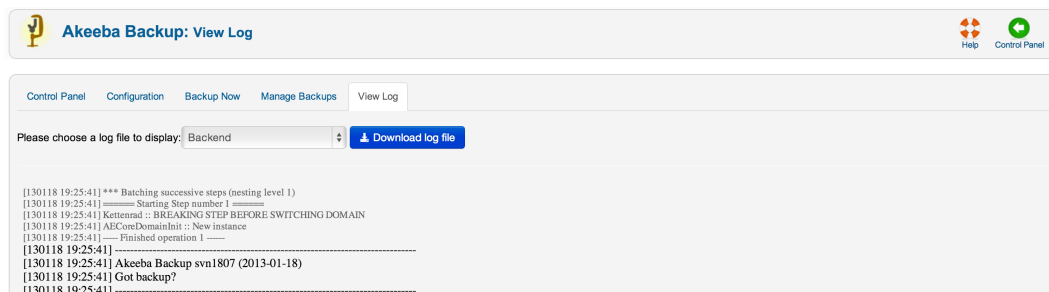 Akeeba Backup: View Log
Help
Control Panel
Control Panel
Configuration
Backup Now
Manage Backups
View Log
Please choose a log file to display: Backend
Download log file
[130118 19:25:41] *** Batching successive steps (nesting level 1)
[130118 19:25:41] ====== Starting Step number 1 ======
[130118 19:25:41] Kettenrad :: BREAKING STEP BEFORE SWITCHING DOMAIN
[130118 19:25:41] AECoreDomainInit :: New instance
[130118 19:25:41] ----- Finished operation 1 ------
[130118 19:25:41] --------------------------------------------------------------------------------
[130118 19:25:41] Akeeba Backup svn1807 (2013-01-18)
[130118 19:25:41] Got backup?
[130118 19:25:41] --------------------------------------------------------------------------------